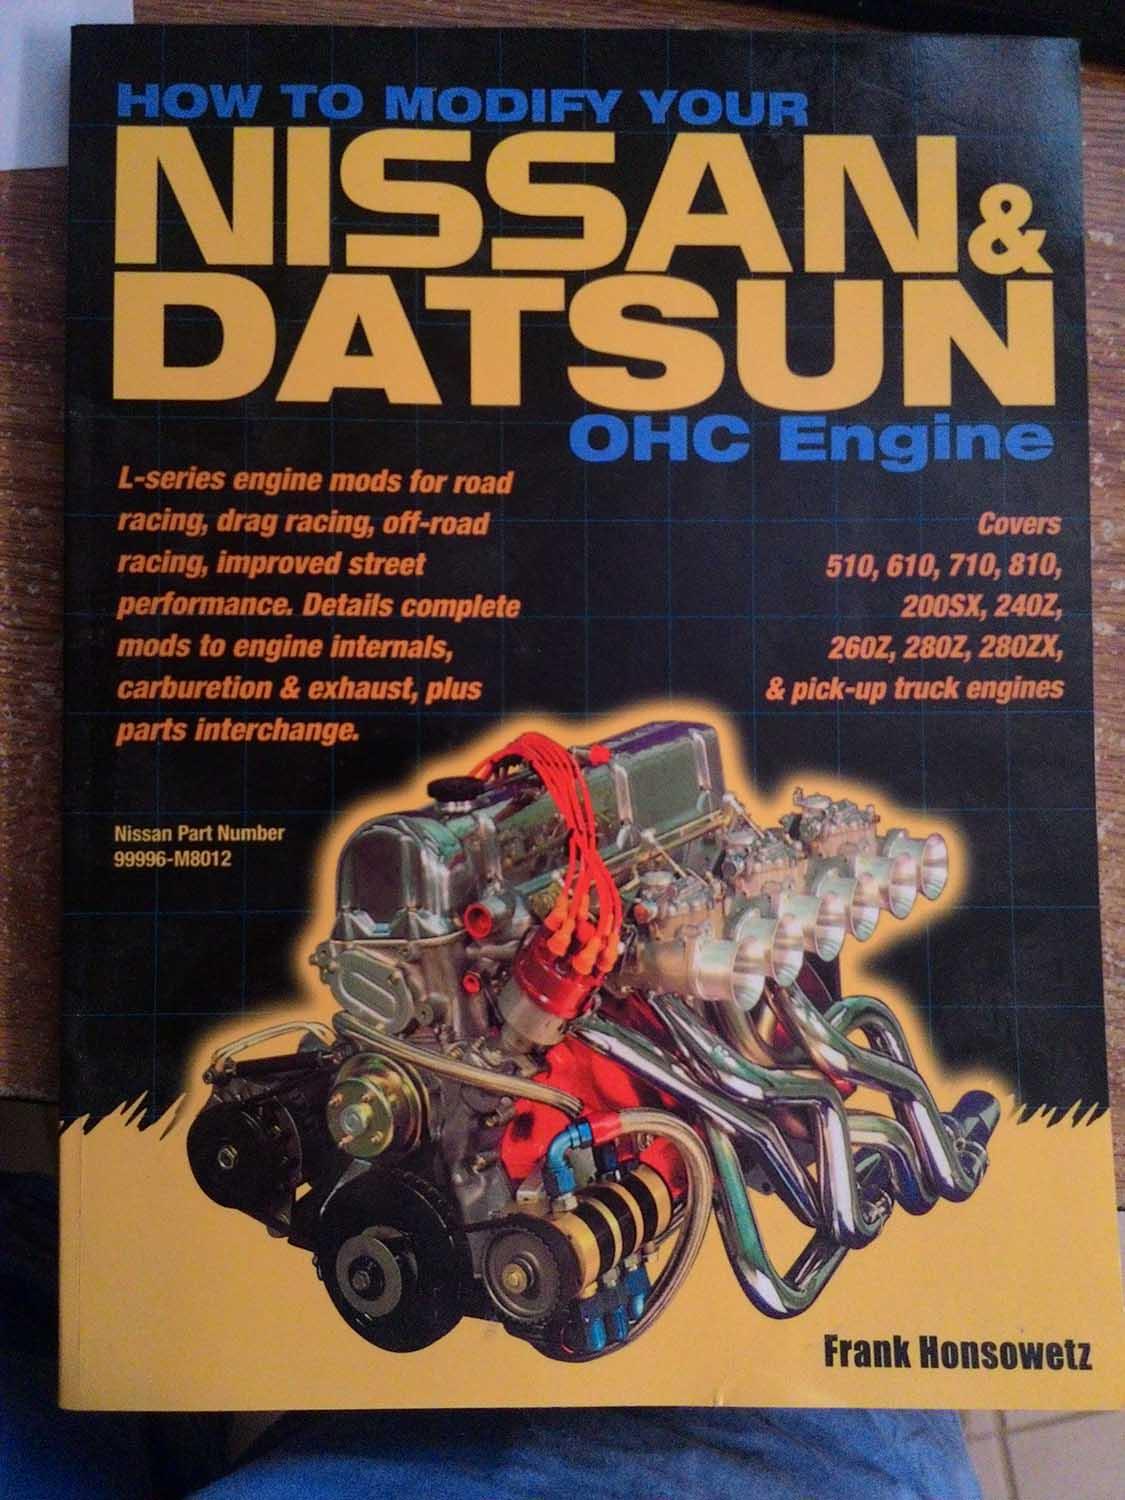 HOW TO MODIFY YOUR
NISSAN &
DATSUN
OHC Engine
L-series engine mods for road
racing, drag racing, off-road
racing, improved street
performance. Details complete
mods to engine internals,
carburetion & exhaust, plus
parts interchange.
Covers
510, 610, 710, 810,
200SX, 240Z,
260Z, 280Z, 280ZX,
& pick-up truck engines
Nissan Part Number
99996-M8012
Frank Honsowetz